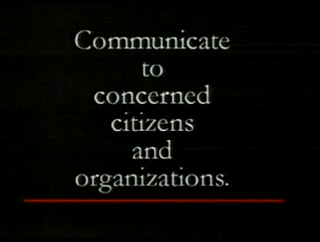 Communicate
to
concerned
citizens
and
organizations.